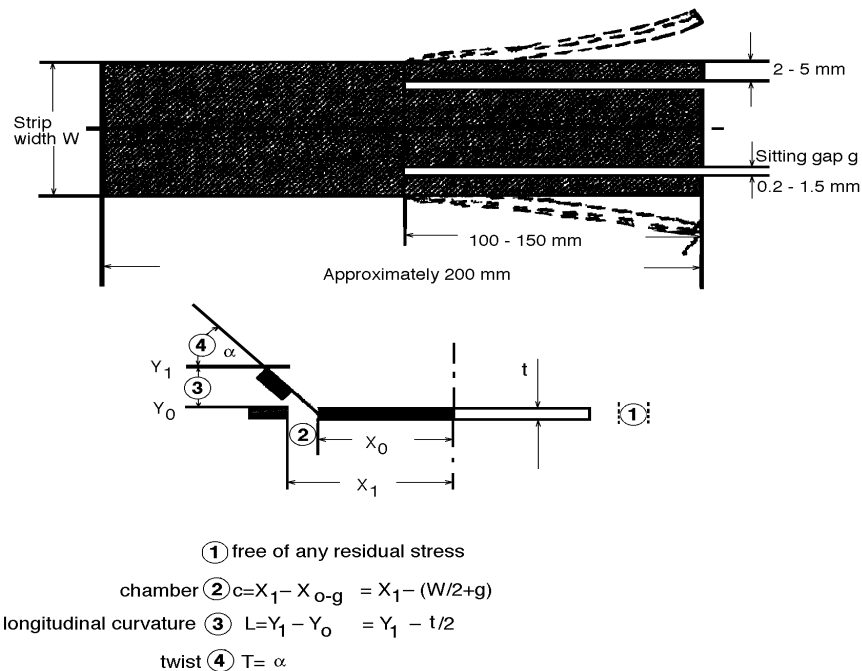 2 - 5 mm
Strip
width W
Sitting gap g
0.2 - 1.5 mm
100 - 150 mm
Approximately 200 mm
4 α
Y1
3
t
Y0
2
1
X0
X1
1 free of any residual stress
chamber 2 c=X1- Xo-g = X1- (W/2+g)
longitudinal curvature 3 L=Y1 - Yo = Y1 - t/2
twist 4 T= α